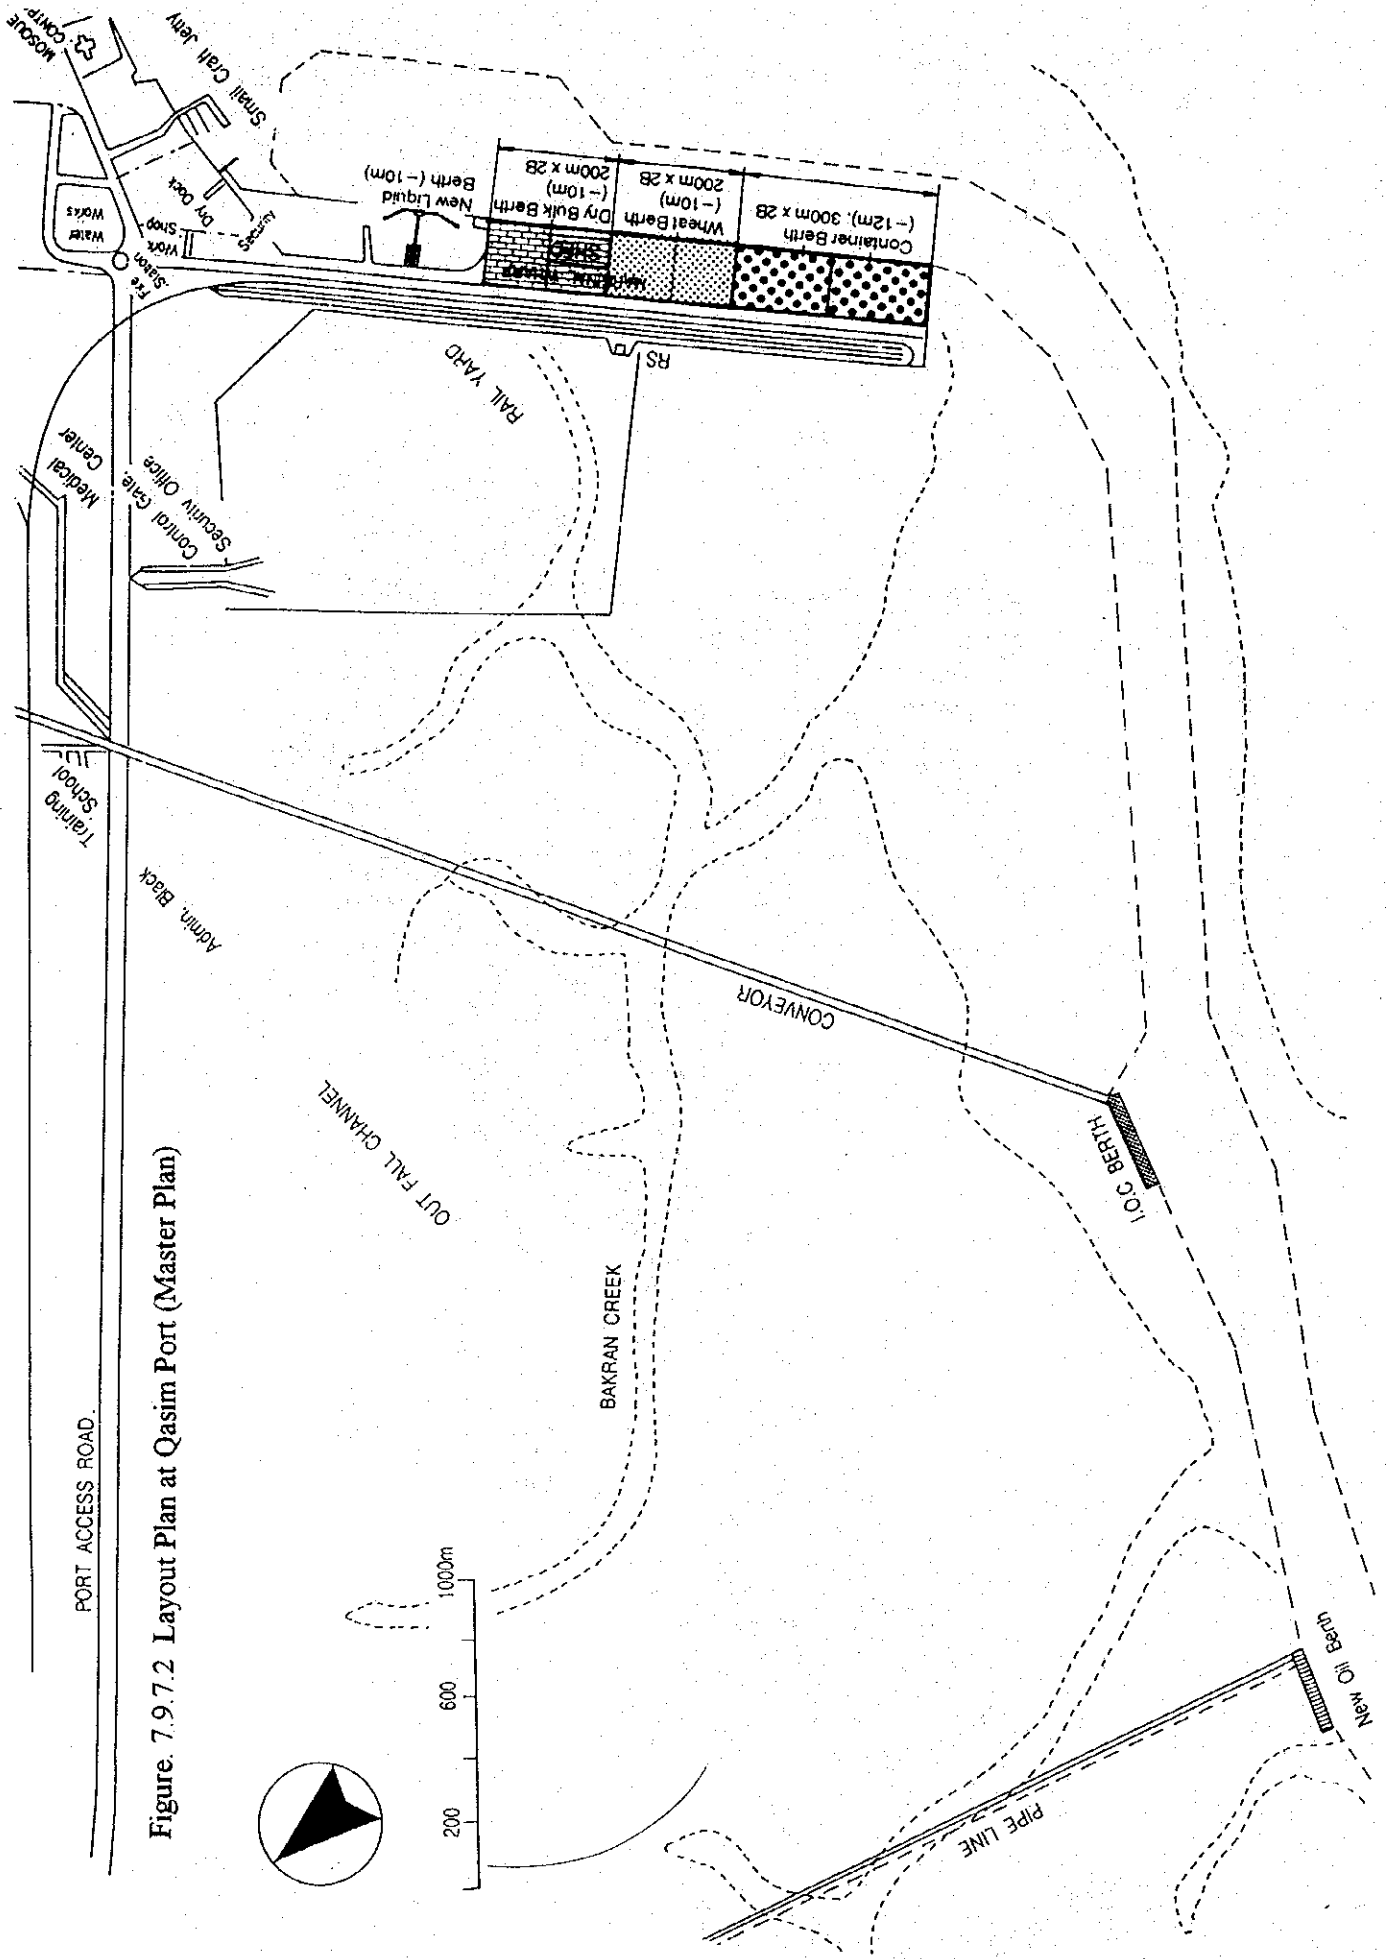 MOSQUE
CONTR
Small Craft Jetty
Water
Works
Work
Shop
Dry Dock
Security
Fire
Station
New Liquid
Berth (-10m)
Dry Bulk Berth
(-10m)
200m x 2B
Wheat Berth
(-10m)
200m x 2B
Container Berth
(-12m), 300m x 2B
SHED
RAIL YARD
RS
Medical
Center
Control Gate,
Security Office
Training
School
Admin, Black
CONVEYOR
OUT FALL CHANNEL
BAKRAN CREEK
I.O.C BERTH
PORT ACCESS ROAD.
Figure. 7.9.7.2 Layout Plan at Qasim Port (Master Plan)
200
600
1000m
PIPE LINE
New Oil Berth